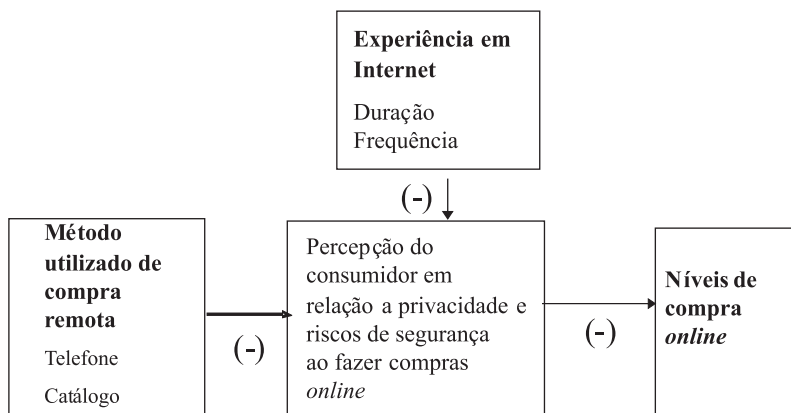 Experiência em
Internet
Duração
Frequência
(-)
Método
utilizado de
compra
remota
Telefone
Catálogo
(-)
Percepção do
consumidor em
relação a privacidade e
riscos de segurança
ao fazer compras
online
(-)
Níveis de
compra
online